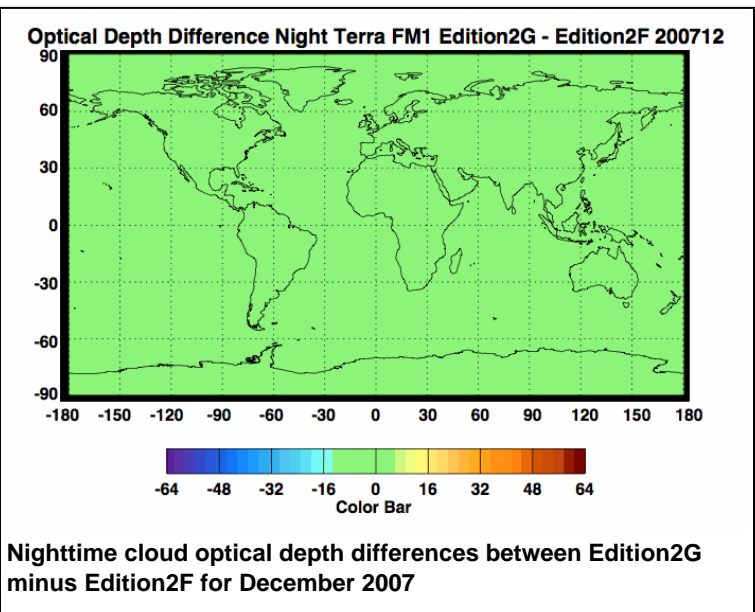 Optical Depth Difference Night Terra FM1 Edition2G - Edition2F 200712
90
60
30
0
-30
-60
-90
-180 -150 -120 -90 -60 -30 0 30 60 90 120 150 180
-64 -48 -32 -16 0 16 32 48 64
Color Bar
Nighttime cloud optical depth differences between Edition2G
minus Edition2F for December 2007